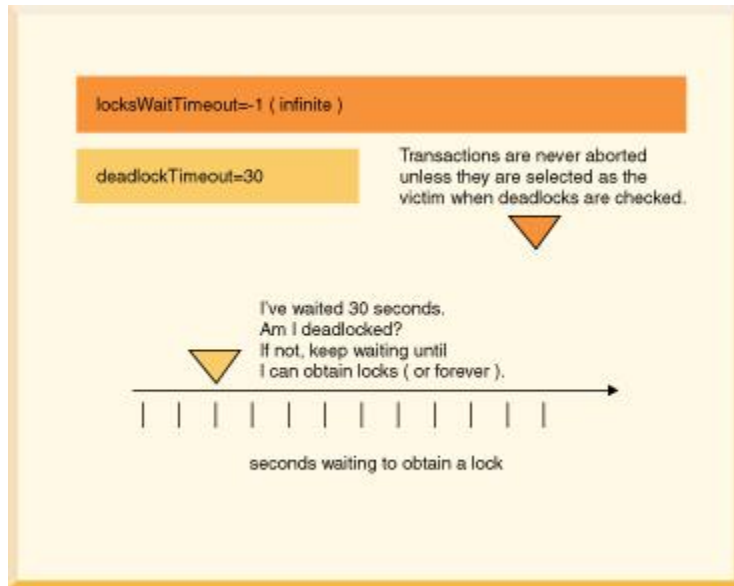 locksWaitTimeout=-1 ( infinite )
deadlockTimeout=30
Transactions are never aborted
unless they are selected as the
victim when deadlocks are checked.
I've waited 30 seconds.
Am I deadlocked?
If not, keep waiting until
I can obtain locks ( or forever ).
seconds waiting to obtain a lock